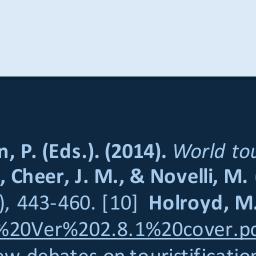 n, P. (Eds.). (2014). World tou
, Cheer, J. M., & Novelli, M. (
), 443-460. [10] Holroyd, M.
%20Ver%202.8.1%20cover.pd
ew-debates-on-touristification